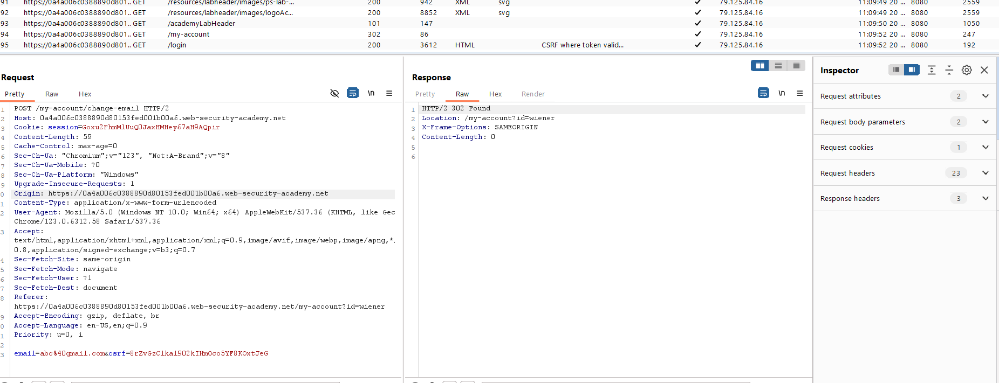 91 https://0a4a006c0388890d801.. GET /resources/labheader/images/ps-lab-... 200 942 XML svg ✓ 79.125.84.16 11:09:49 20 ... 8080 2559
92 https://0a4a006c0388890d801.. GET /resources/labheader/images/logoAc... 200 8852 XML svg ✓ 79.125.84.16 11:09:49 20 ... 8080 2559
93 https://0a4a006c0388890d801.. GET /academyLabHeader 101 147 ✓ 79.125.84.16 11:09:50 20 ... 8080 1050
94 https://0a4a006c0388890d801.. GET /my-account 302 86 ✓ 79.125.84.16 11:09:52 20 ... 8080 247
95 https://0a4a006c0388890d801.. GET /login 200 3612 HTML CSRF where token valid... ✓ 79.125.84.16 11:09:52 20 ... 8080 192
Request
Pretty Raw Hex \n
1 POST /my-account/change-email HTTP/2
2 Host: 0a4a006c0388890d80153fed001b00a6.web-security-academy.net
3 Cookie: session=Goxu2FhmMlUuQ0JaxHMHey67aH9AQpir
4 Content-Length: 59
5 Cache-Control: max-age=0
6 Sec-Ch-Ua: "Chromium";v="123", "Not:A-Brand";v="8"
7 Sec-Ch-Ua-Mobile: ?0
8 Sec-Ch-Ua-Platform: "Windows"
9 Upgrade-Insecure-Requests: 1
0 Origin: https://0a4a006c0388890d80153fed001b00a6.web-security-academy.net
1 Content-Type: application/x-www-form-urlencoded
2 User-Agent: Mozilla/5.0 (Windows NT 10.0; Win64; x64) AppleWebKit/537.36 (KHTML, like Gec
Chrome/123.0.6312.58 Safari/537.36
3 Accept:
text/html,application/xhtml+xml,application/xml;q=0.9,image/avif,image/webp,image/apng,*.
0.8,application/signed-exchange;v=b3;q=0.7
4 Sec-Fetch-Site: same-origin
5 Sec-Fetch-Mode: navigate
6 Sec-Fetch-User: ?1
7 Sec-Fetch-Dest: document
8 Referer:
https://0a4a006c0388890d80153fed001b00a6.web-security-academy.net/my-account?id=wiener
9 Accept-Encoding: gzip, deflate, br
0 Accept-Language: en-US,en;q=0.9
1 Priority: u=0, i
2
3 email=abc%40gmail.com&csrf=8rZvGzClkal902kIHmOco5YF8KOxtJeG
Response
Pretty Raw Hex Render \n
1 HTTP/2 302 Found
2 Location: /my-account?id=wiener
3 X-Frame-Options: SAMEORIGIN
4 Content-Length: 0
5
6
Inspector
Request attributes 2
Request body parameters 2
Request cookies 1
Request headers 23
Response headers 3